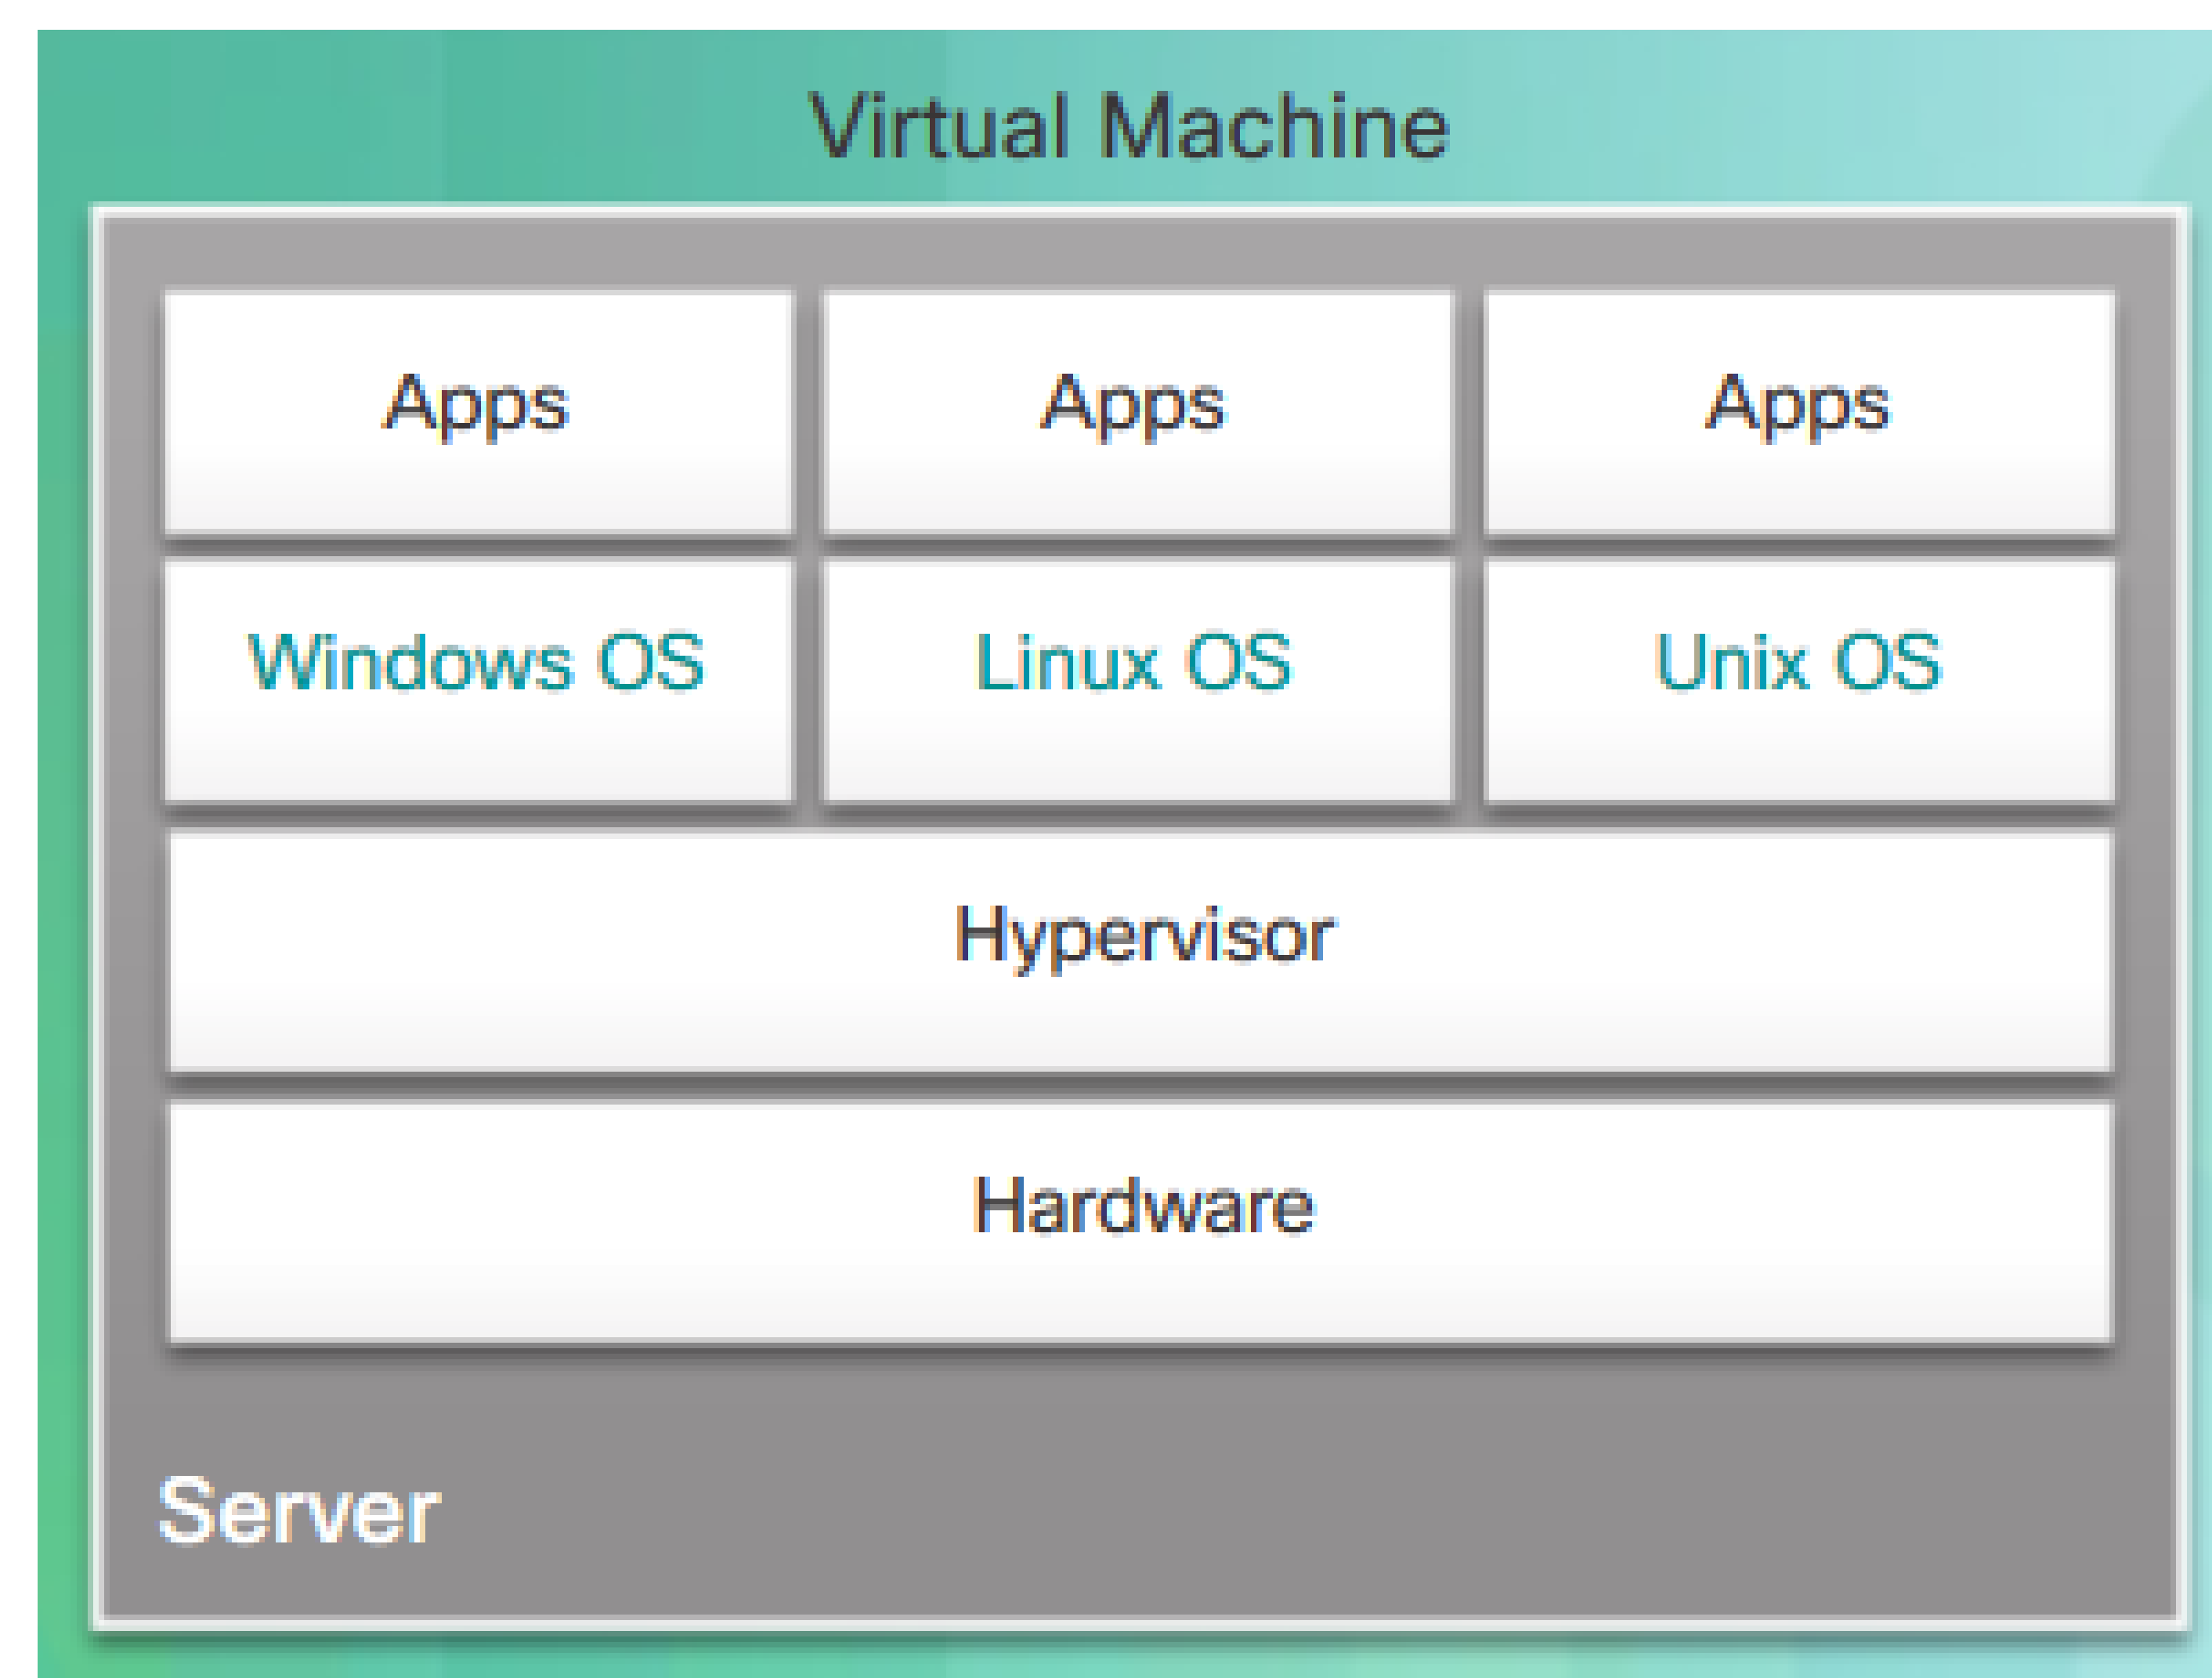 Virtual Machine
Apps Apps Apps
Windows OS Linux OS Unix OS
Hypervisor
Hardware
Server